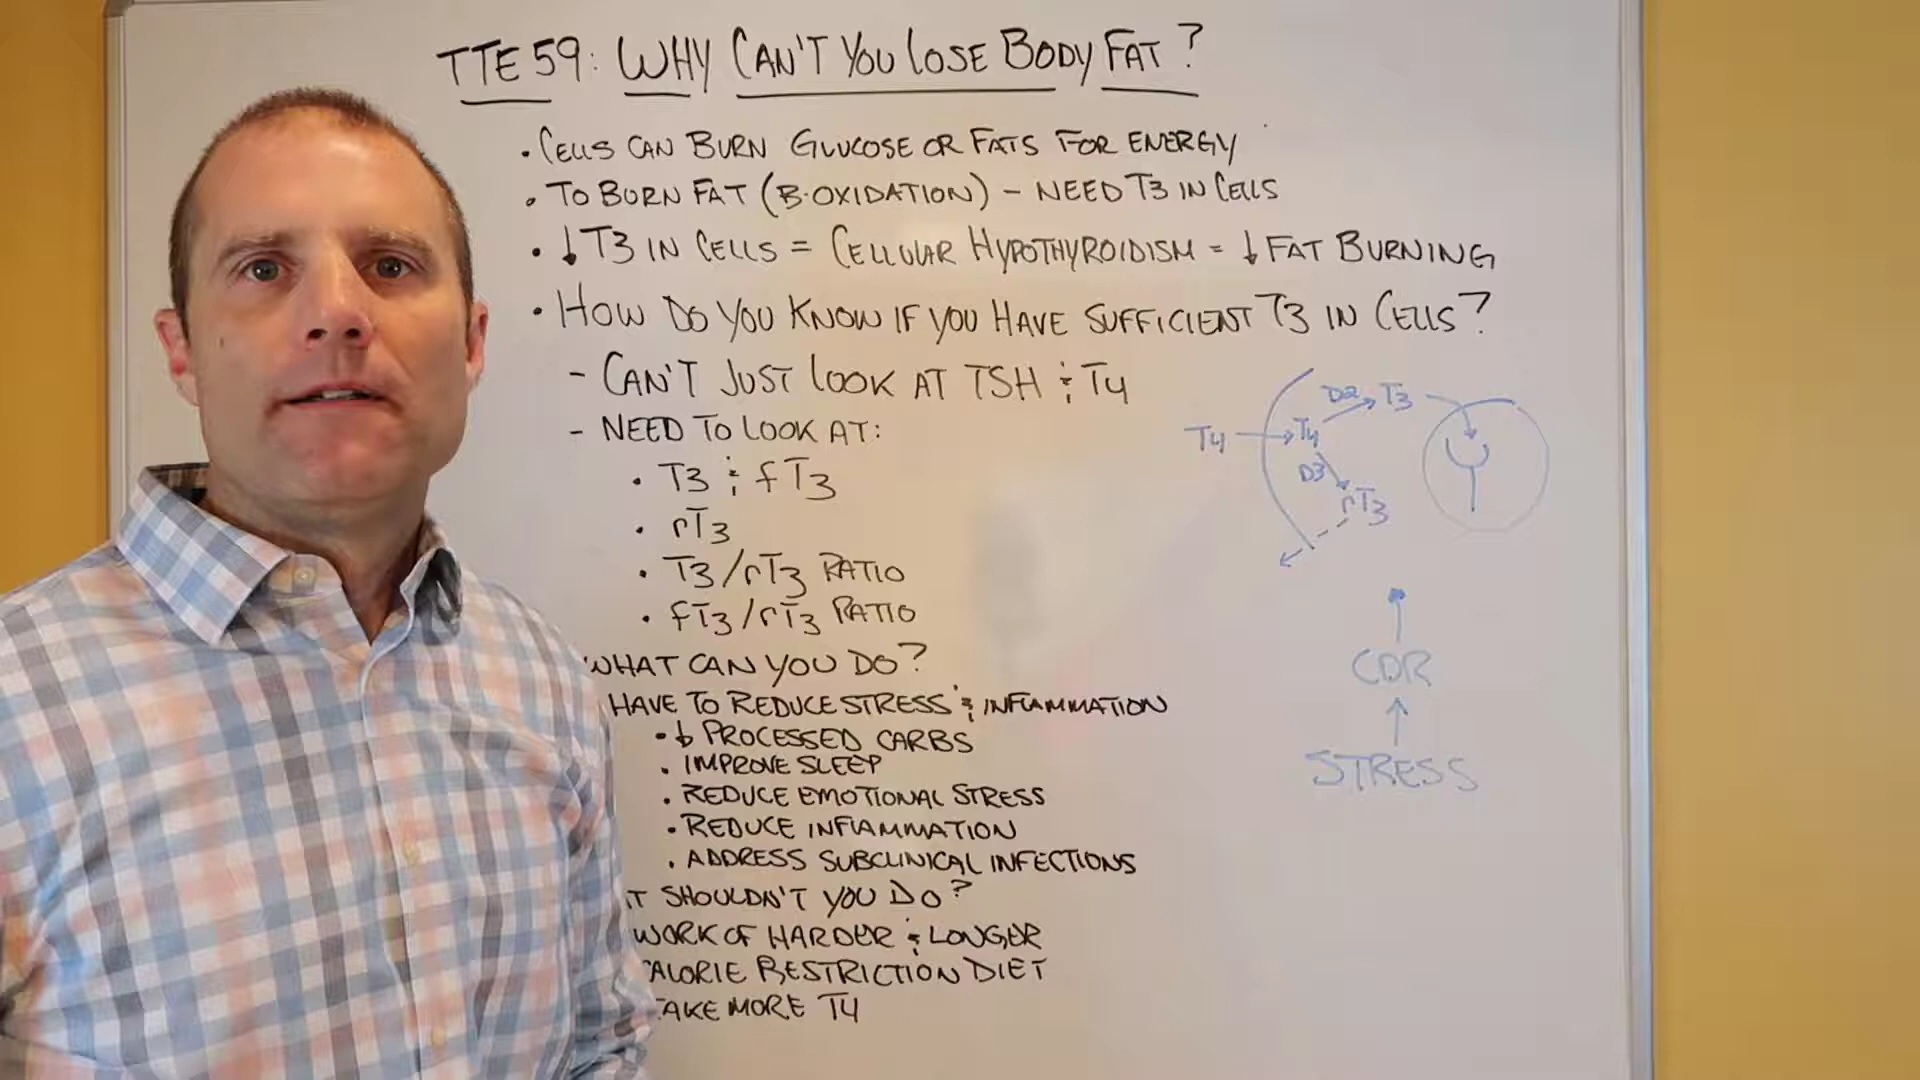 TTE 59: WHY CAN'T YOU LOSE BODY FAT?
• CELLS CAN BURN GLUCOSE OR FATS FOR ENERGY
• TO BURN FAT (B-OXIDATION) – NEED T3 IN CELLS
• ↓ T3 IN CELLS = CELLULAR HYPOTHYROIDISM = ↓ FAT BURNING
• HOW DO YOU KNOW IF YOU HAVE SUFFICIENT T3 IN CELLS?
– CAN'T JUST LOOK AT TSH & T4
– NEED TO LOOK AT:
• T3 & fT3
• rT3
• T3/rT3 RATIO
• fT3/rT3 RATIO
WHAT CAN YOU DO?
HAVE TO REDUCE STRESS & INFLAMMATION
• ↓ PROCESSED CARBS
• IMPROVE SLEEP
• REDUCE EMOTIONAL STRESS
• REDUCE INFLAMMATION
• ADDRESS SUBCLINICAL INFECTIONS
T SHOULDN'T YOU DO?
WORK OF HARDER & LONGER
ALORIE RESTRICTION DIET
AKE MORE T4
D2 T3
T4 → T4
D3
rT3
CDR
STRESS